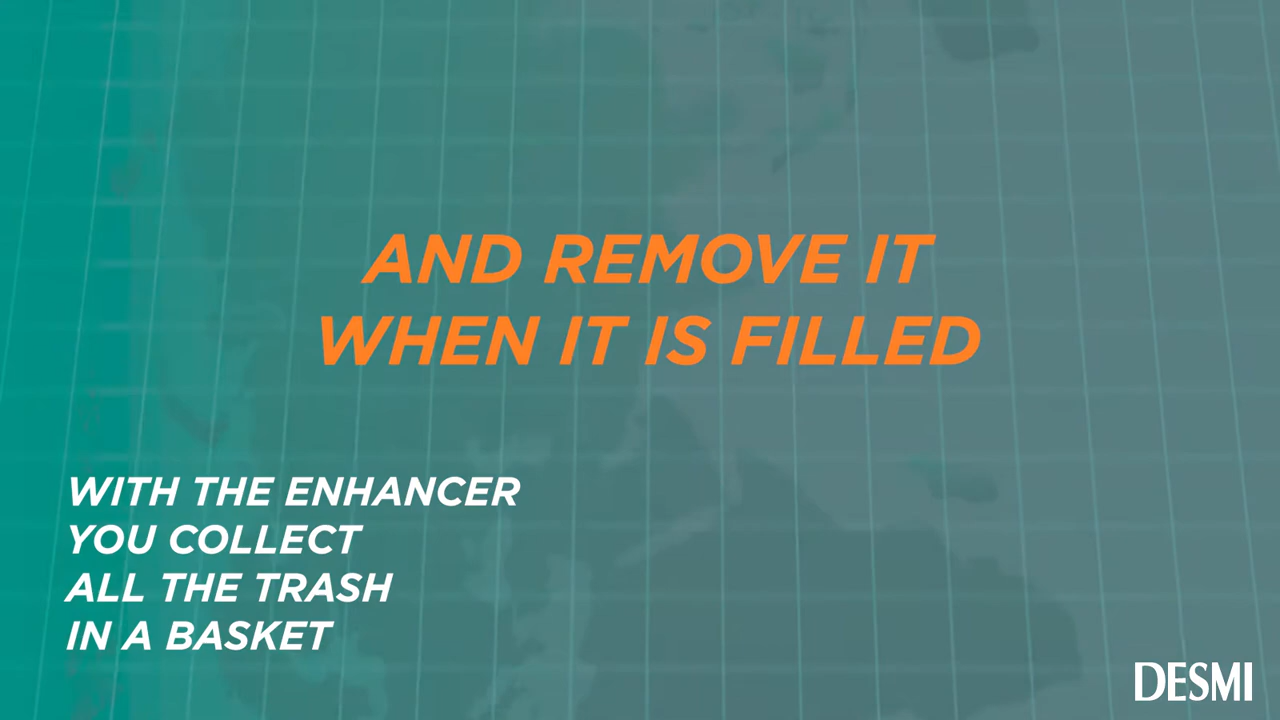 AND REMOVE IT
WHEN IT IS FILLED
WITH THE ENHANCER
YOU COLLECT
ALL THE TRASH
IN A BASKET
DESMI